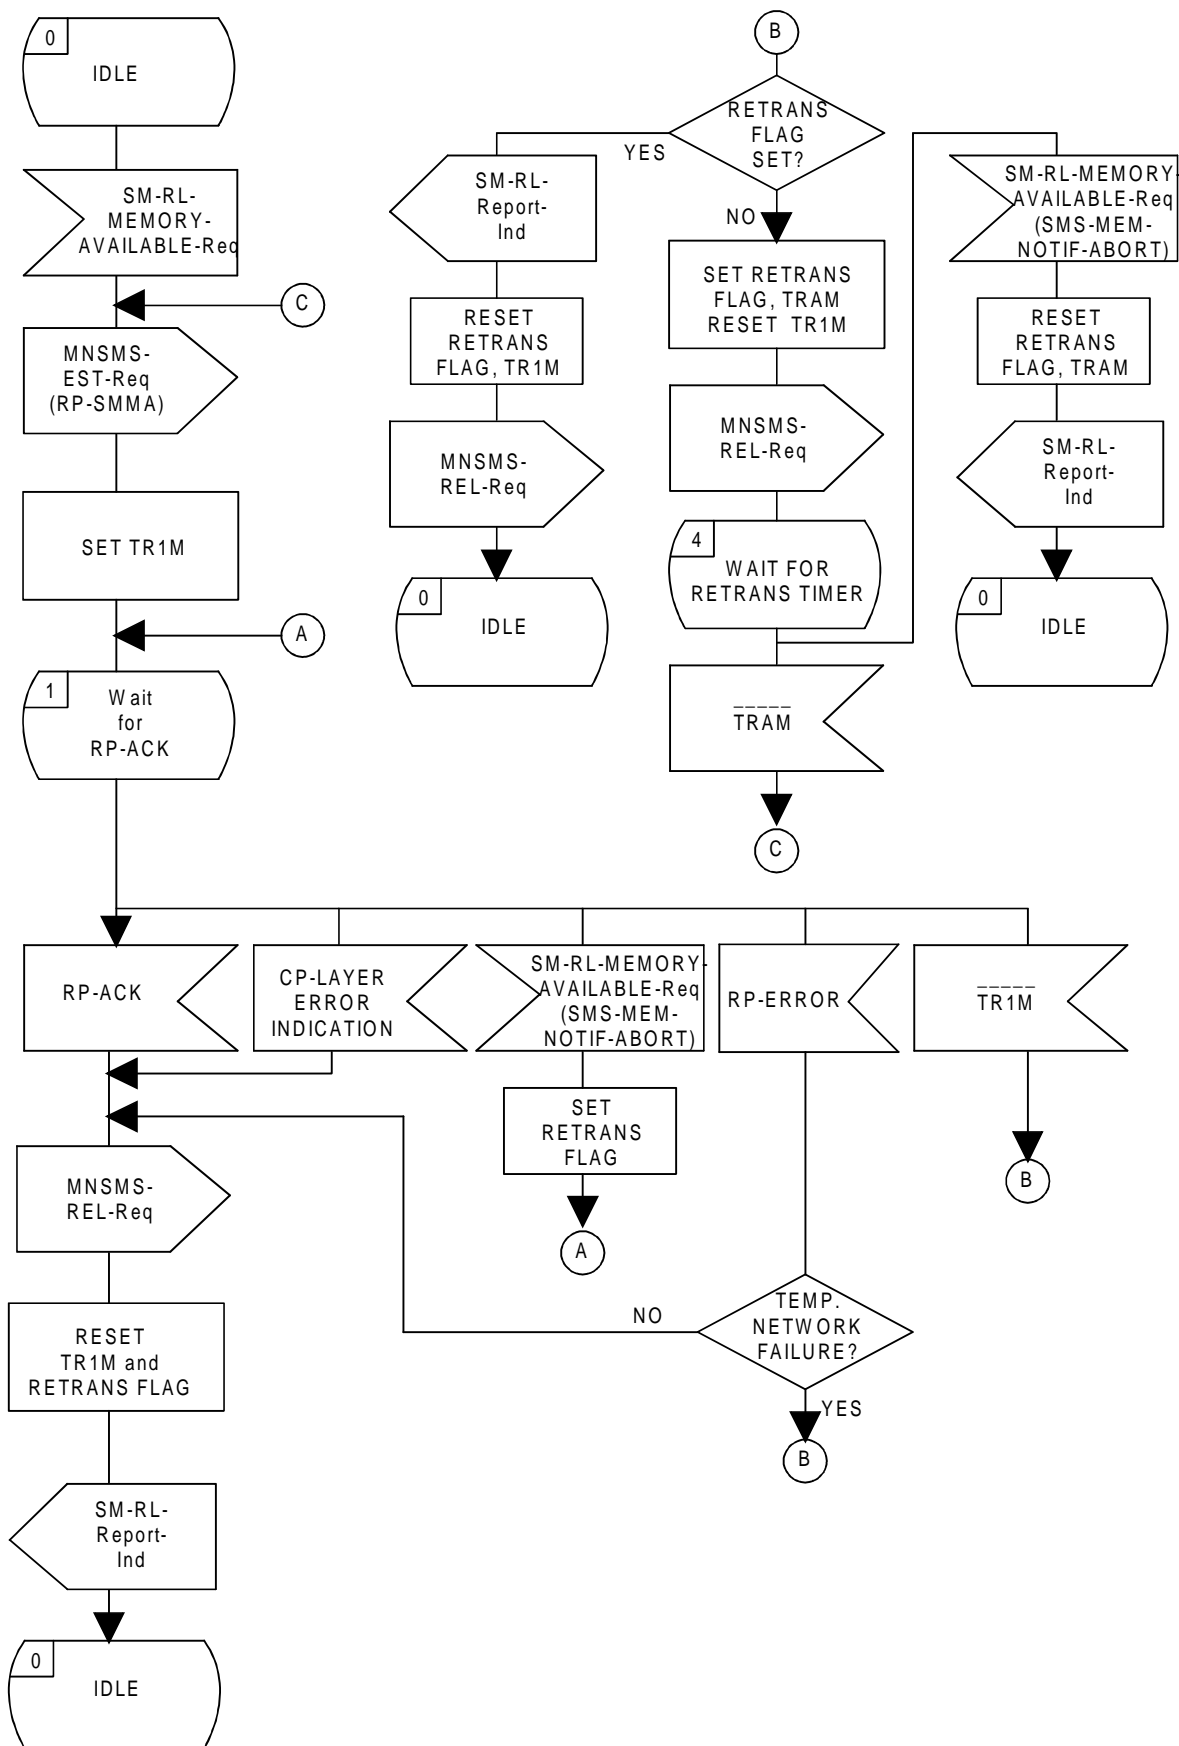 0
IDLE
SM-RL-
MEMORY-
AVAILABLE-Req
C
MNSMS-
EST-Req
(RP-SMMA)
SET TR1M
A
1
Wait
for
RP-ACK
B
RETRANS
FLAG
SET?
YES
NO
SM-RL-
Report-
Ind
RESET
RETRANS
FLAG, TR1M
MNSMS-
REL-Req
0
IDLE
SET RETRANS
FLAG, TRAM
RESET TR1M
MNSMS-
REL-Req
4
WAIT FOR
RETRANS TIMER
TRAM
C
SM-RL-MEMORY-
AVAILABLE-Req
(SMS-MEM-
NOTIF-ABORT)
RESET
RETRANS
FLAG, TRAM
SM-RL-
Report-
Ind
0
IDLE
RP-ACK
CP-LAYER
ERROR
INDICATION
SM-RL-MEMORY-
AVAILABLE-Req
(SMS-MEM-
NOTIF-ABORT)
RP-ERROR
TR1M
SET
RETRANS
FLAG
A
B
MNSMS-
REL-Req
NO
TEMP.
NETWORK
FAILURE?
YES
B
RESET
TR1M and
RETRANS FLAG
SM-RL-
Report-
Ind
0
IDLE